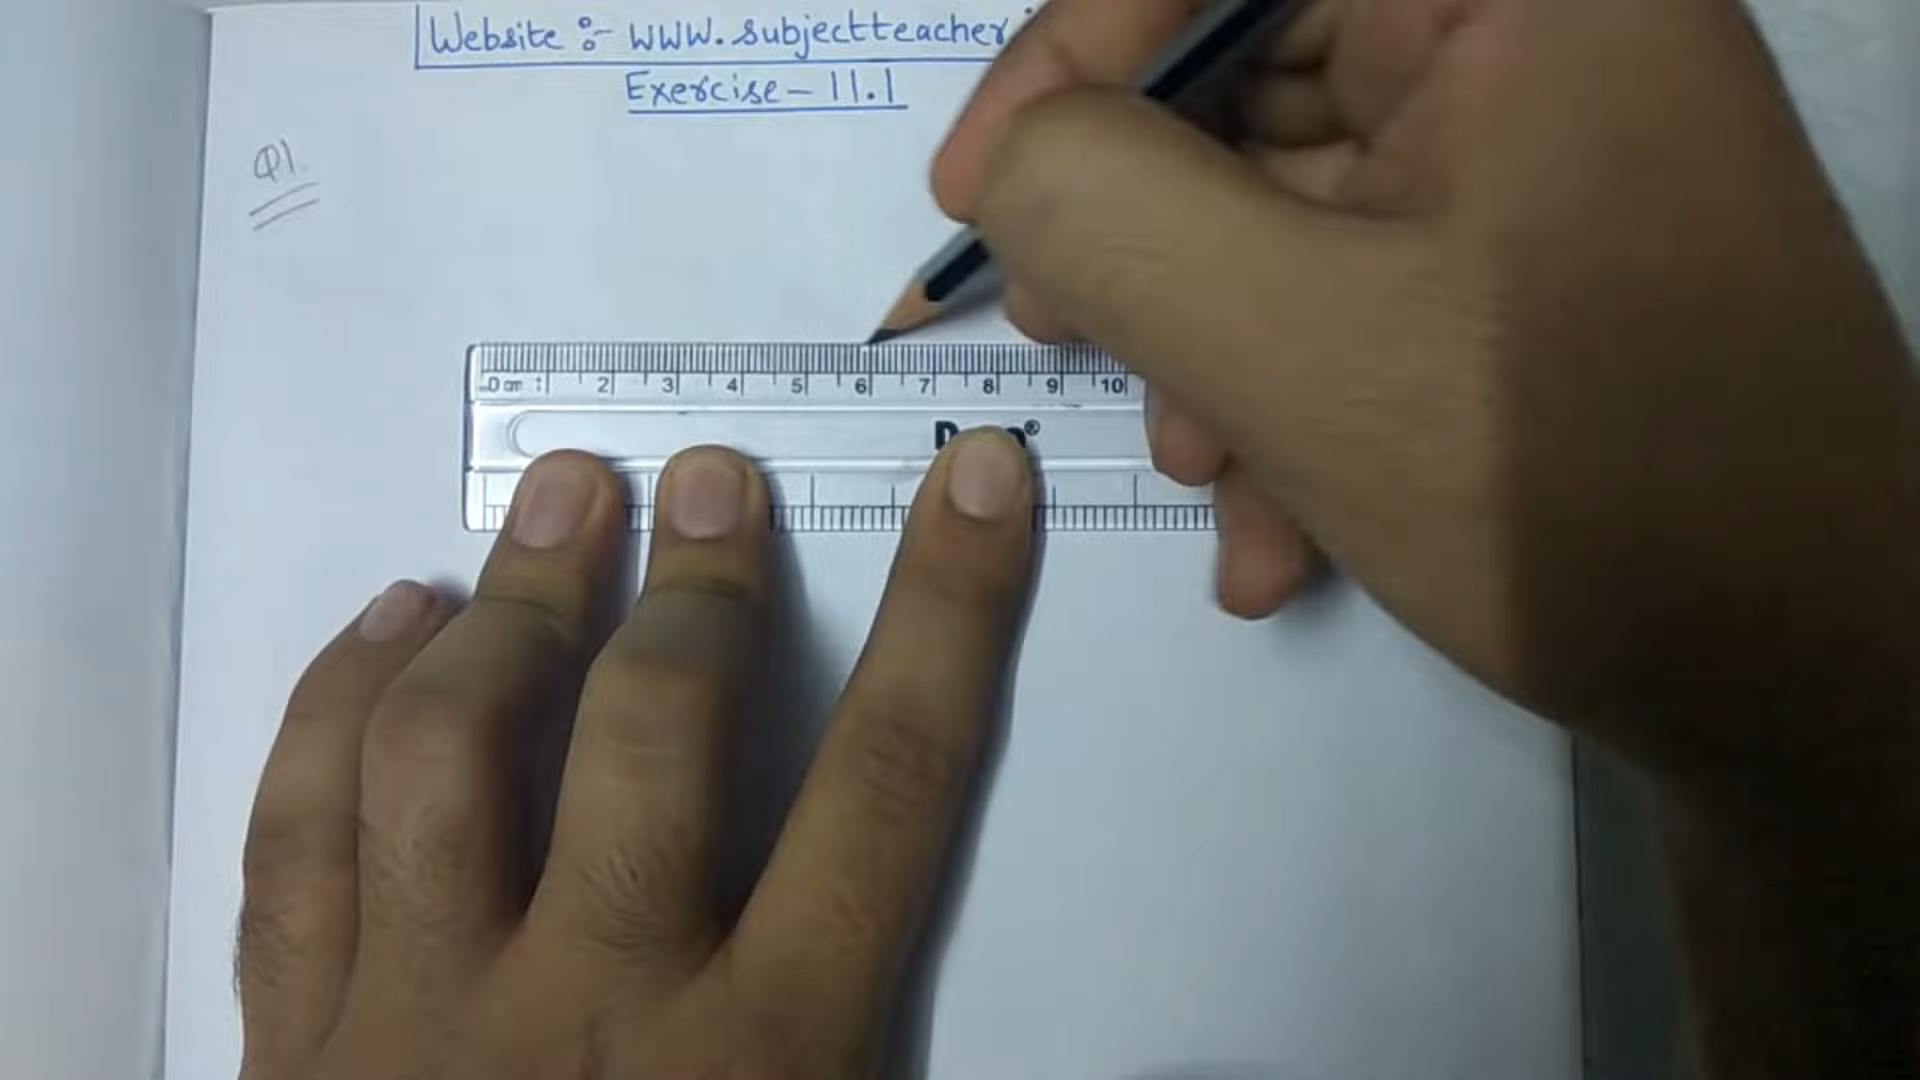 Website :- www.subjectteacher
Exercise - 11.1
Q1.
0 cm 1 2 3 4 5 6 7 8 9 10